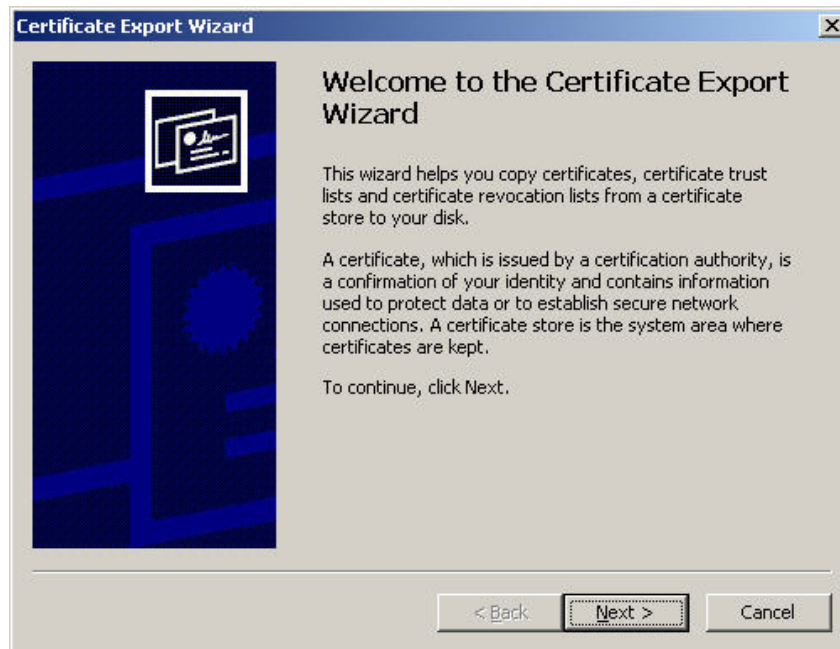 Certificate Export Wizard
Welcome to the Certificate Export
Wizard
This wizard helps you copy certificates, certificate trust
lists and certificate revocation lists from a certificate
store to your disk.
A certificate, which is issued by a certification authority, is
a confirmation of your identity and contains information
used to protect data or to establish secure network
connections. A certificate store is the system area where
certificates are kept.
To continue, click Next.
< Back Next > Cancel